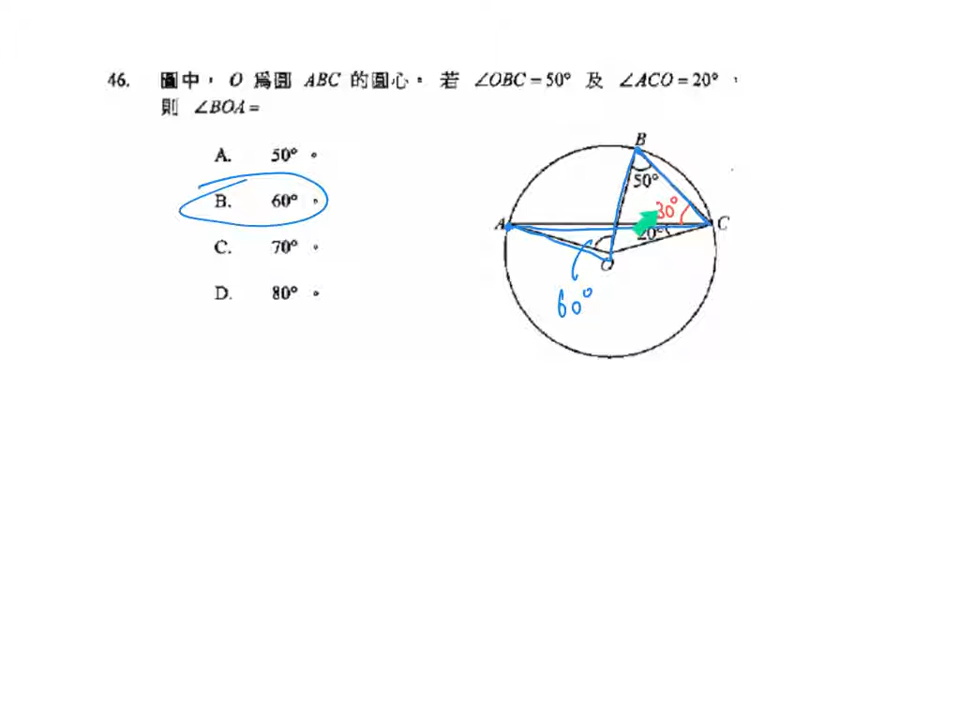 46. 圖中，O 為圓 ABC 的圓心。若 ∠OBC = 50° 及 ∠ACO = 20°，
則 ∠BOA =
A. 50°。
B. 60°。
C. 70°。
D. 80°。
B
50°
30°
A
C
20°
O
60°